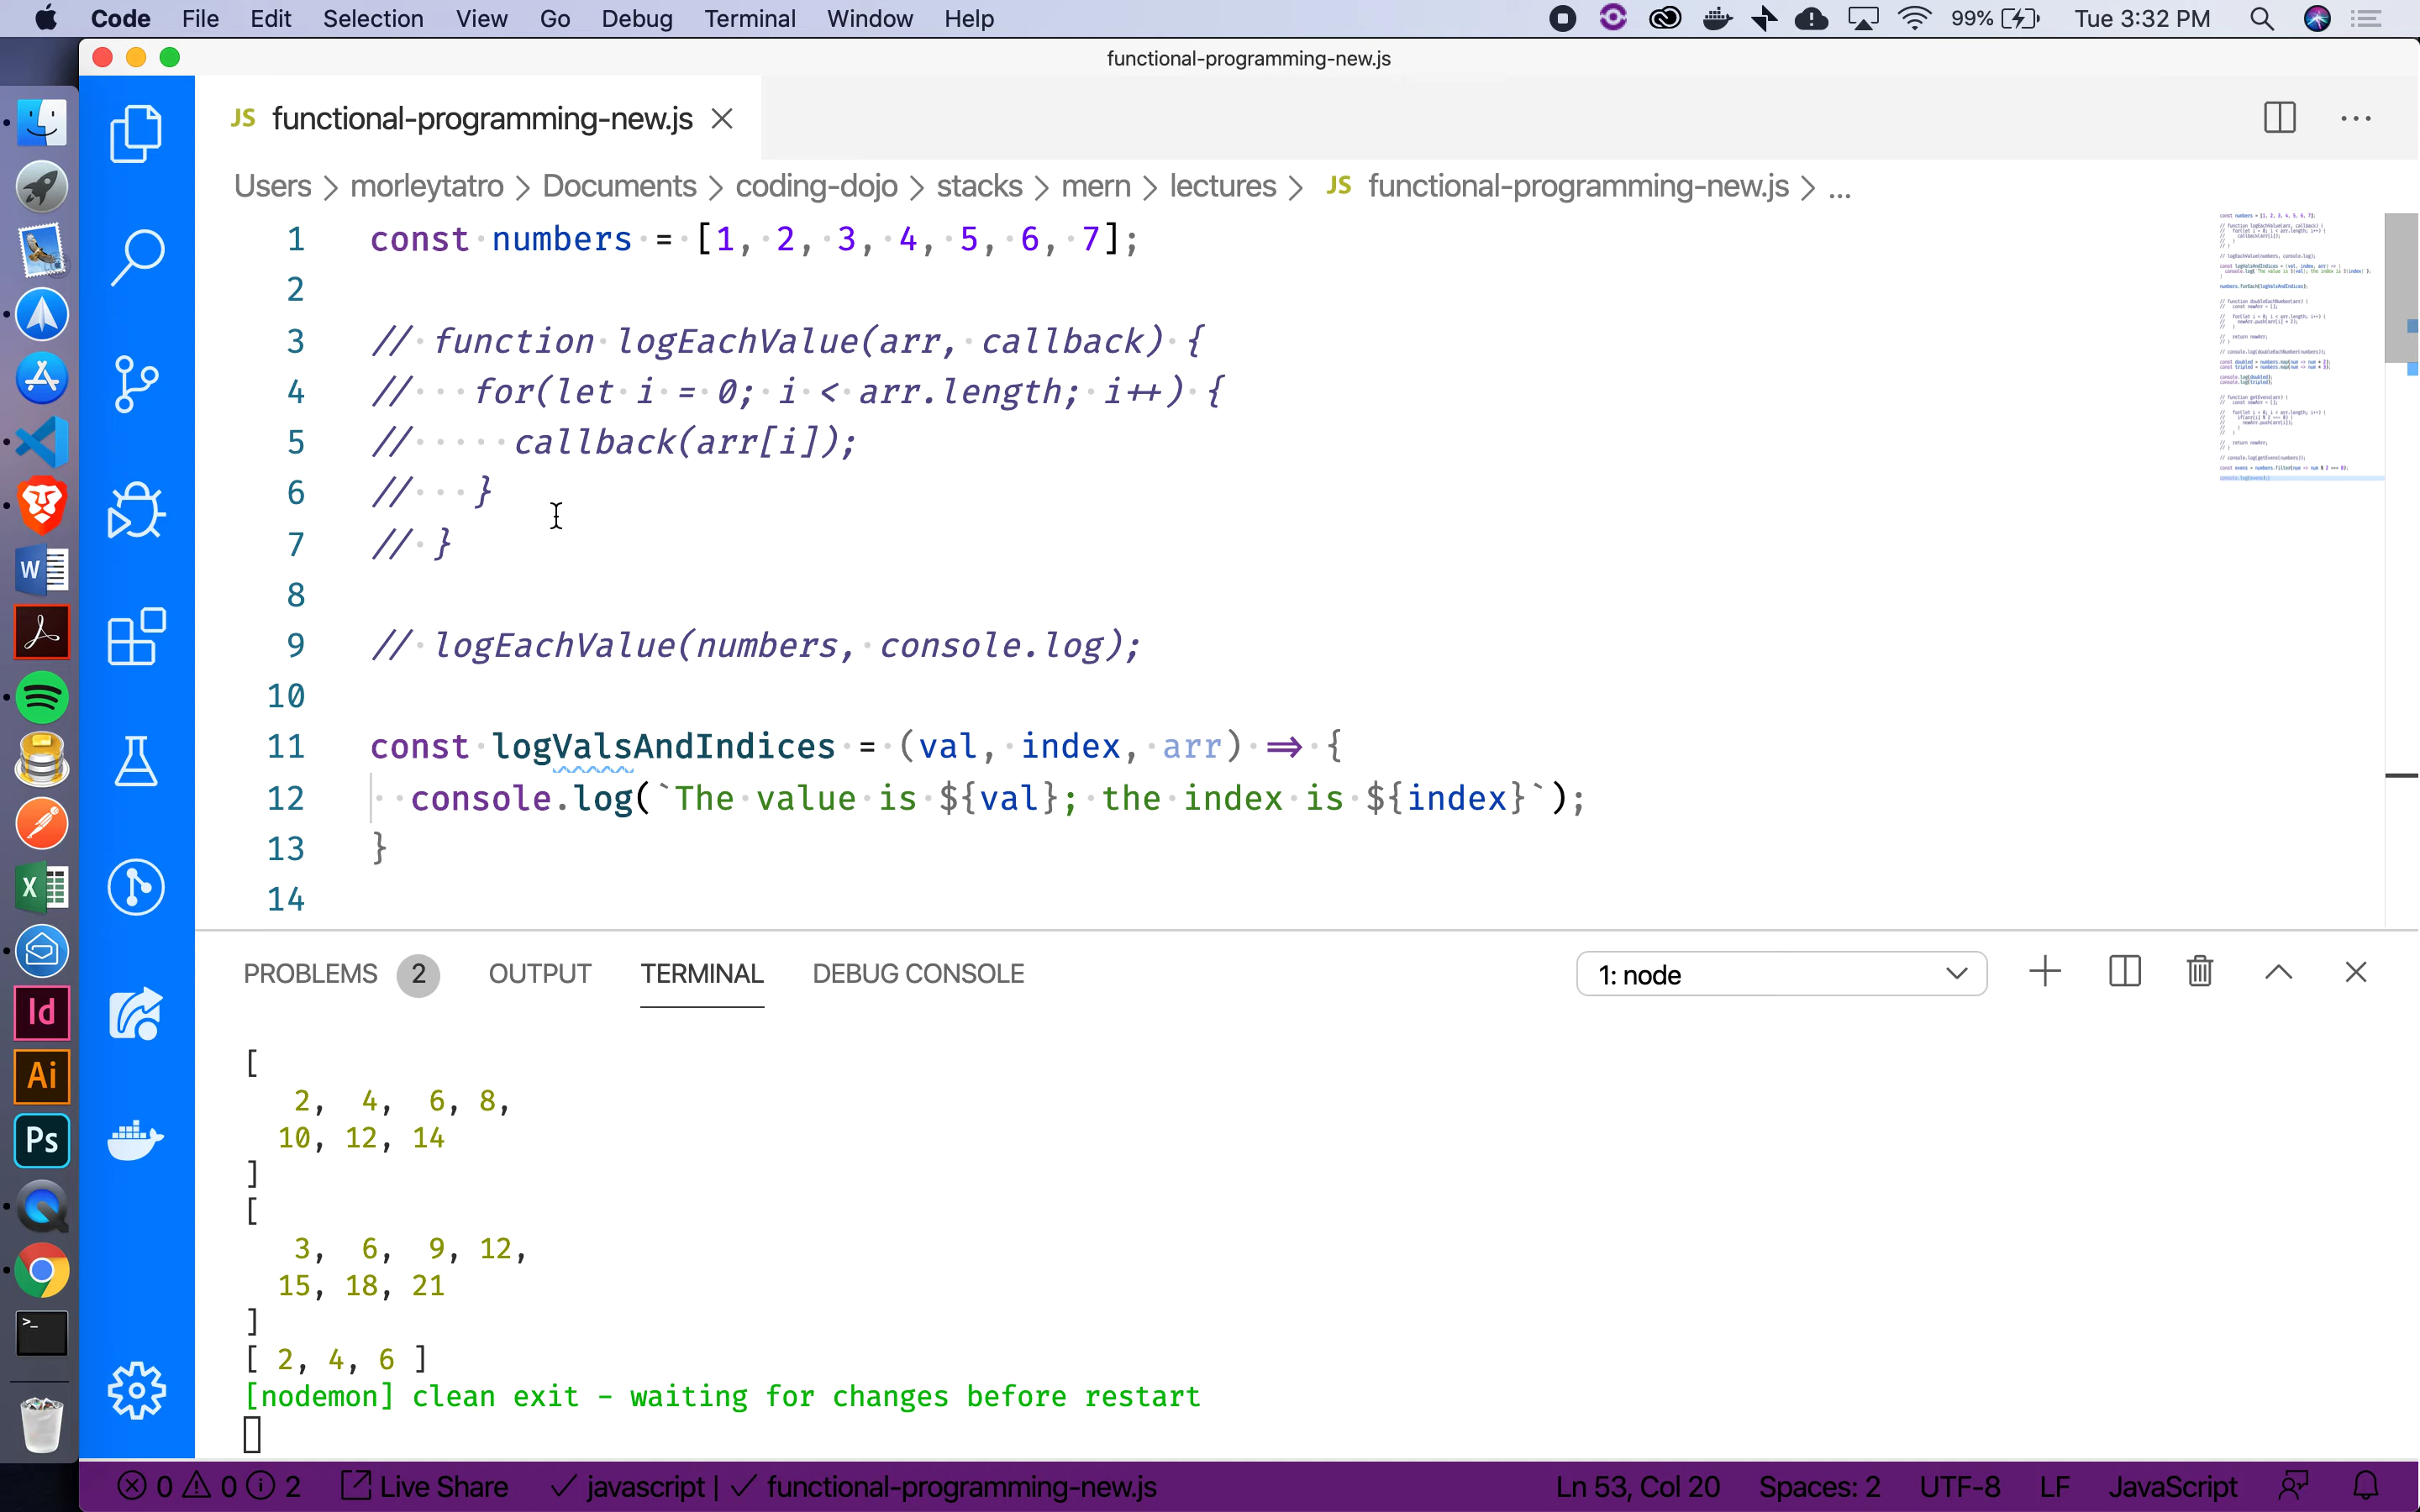 Code File Edit Selection View Go Debug Terminal Window Help 99% Tue 3:32 PM
functional-programming-new.js
JS functional-programming-new.js
Users > morleytatro > Documents > coding-dojo > stacks > mern > lectures > JS functional-programming-new.js > ...
1 const numbers = [1, 2, 3, 4, 5, 6, 7];
2
3 // function logEachValue(arr, callback) {
4 //   for(let i = 0; i < arr.length; i++) {
5 //     callback(arr[i]);
6 //   }
7 // }
8
9 // logEachValue(numbers, console.log);
10
11 const logValsAndIndices = (val, index, arr) => {
12   console.log(`The value is ${val}; the index is ${index}`);
13 }
14
PROBLEMS 2 OUTPUT TERMINAL DEBUG CONSOLE 1: node
[
2, 4, 6, 8,
10, 12, 14
]
[
3, 6, 9, 12,
15, 18, 21
]
[ 2, 4, 6 ]
[nodemon] clean exit - waiting for changes before restart
0 0 2 Live Share javascript | functional-programming-new.js Ln 53, Col 20 Spaces: 2 UTF-8 LF JavaScript
W
X
Id
Ai
Ps
>_